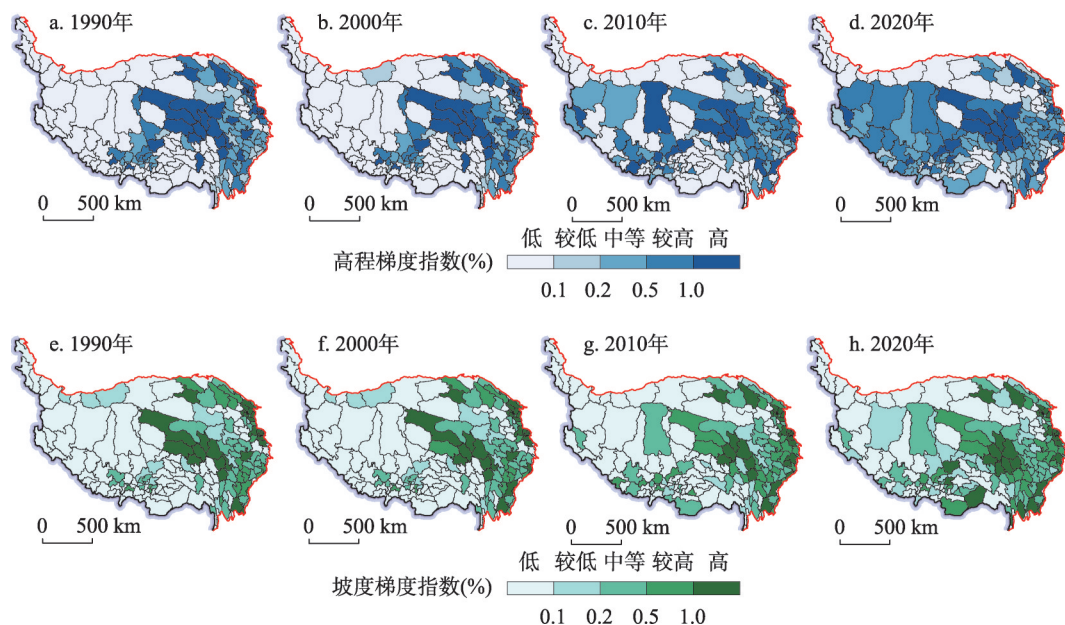 a. 1990年
b. 2000年
c. 2010年
d. 2020年
0 500 km
0 500 km
0 500 km
0 500 km
低 较低 中等 较高 高
高程梯度指数(%)
0.1 0.2 0.5 1.0
e. 1990年
f. 2000年
g. 2010年
h. 2020年
0 500 km
0 500 km
0 500 km
0 500 km
低 较低 中等 较高 高
坡度梯度指数(%)
0.1 0.2 0.5 1.0